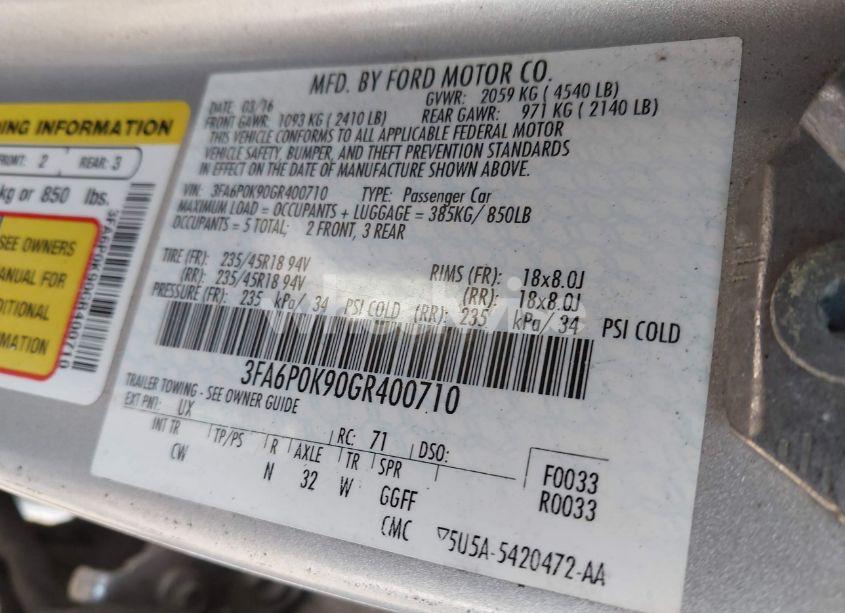 MFD. BY FORD MOTOR CO.
DATE: 03/16 GVWR: 2059 KG ( 4540 LB)
FRONT GAWR: 1093 KG ( 2410 LB) REAR GAWR: 971 KG ( 2140 LB)
THIS VEHICLE CONFORMS TO ALL APPLICABLE FEDERAL MOTOR
VEHICLE SAFETY, BUMPER, AND THEFT PREVENTION STANDARDS
IN EFFECT ON THE DATE OF MANUFACTURE SHOWN ABOVE.
VIN: 3FA6P0K90GR400710 TYPE: Passenger Car
MAXIMUM LOAD = OCCUPANTS + LUGGAGE = 385KG/ 850LB
OCCUPANTS = 5 TOTAL; 2 FRONT, 3 REAR
TIRE (FR): 235/45R18 94V RIMS (FR): 18x8.0J
(RR): 235/45R18 94V (RR): 18x8.0J
PRESSURE (FR): 235 kPa/ 34 PSI COLD (RR): 235 kPa/ 34 PSI COLD
3FA6P0K90GR400710
TRAILER TOWING - SEE OWNER GUIDE
EXT PNT: UX RC: 71 DSO:
INT TR TP/PS R AXLE TR SPR
CW N 32 W GGFF
F0033
R0033
CMC ▽5U5A-5420472-AA
INFORMATION
FRONT: 2 REAR: 3
kg or 850 lbs.
SEE OWNERS
MANUAL FOR
3FA6P0K90GR400710